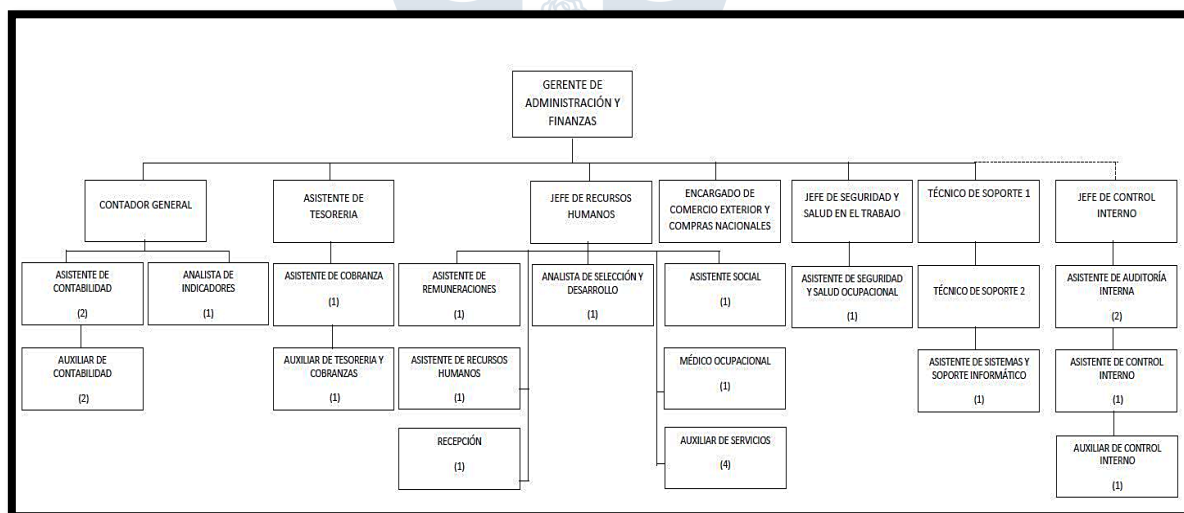 GERENTE DE
ADMINISTRACIÓN Y
FINANZAS
CONTADOR GENERAL
ASISTENTE DE
TESORERIA
JEFE DE RECURSOS
HUMANOS
ENCARGADO DE
COMERCIO EXTERIOR Y
COMPRAS NACIONALES
JEFE DE SEGURIDAD Y
SALUD EN EL TRABAJO
TÉCNICO DE SOPORTE 1
JEFE DE CONTROL
INTERNO
ASISTENTE DE
CONTABILIDAD
(2)
ANALISTA DE
INDICADORES
(1)
ASISTENTE DE COBRANZA
(1)
ASISTENTE DE
REMUNERACIONES
(1)
ANALISTA DE SELECCIÓN Y
DESARROLLO
(1)
ASISTENTE SOCIAL
(1)
ASISTENTE DE SEGURIDAD
Y SALUD OCUPACIONAL
(1)
TÉCNICO DE SOPORTE 2
ASISTENTE DE AUDITORÍA
INTERNA
(2)
AUXILIAR DE
CONTABILIDAD
(2)
AUXILIAR DE TESORERIA Y
COBRANZAS
(1)
ASISTENTE DE RECURSOS
HUMANOS
(1)
MÉDICO OCUPACIONAL
(1)
ASISTENTE DE SISTEMAS Y
SOPORTE INFORMÁTICO
(1)
ASISTENTE DE CONTROL
INTERNO
(1)
RECEPCIÓN
(1)
AUXILIAR DE SERVICIOS
(4)
AUXILIAR DE CONTROL
INTERNO
(1)